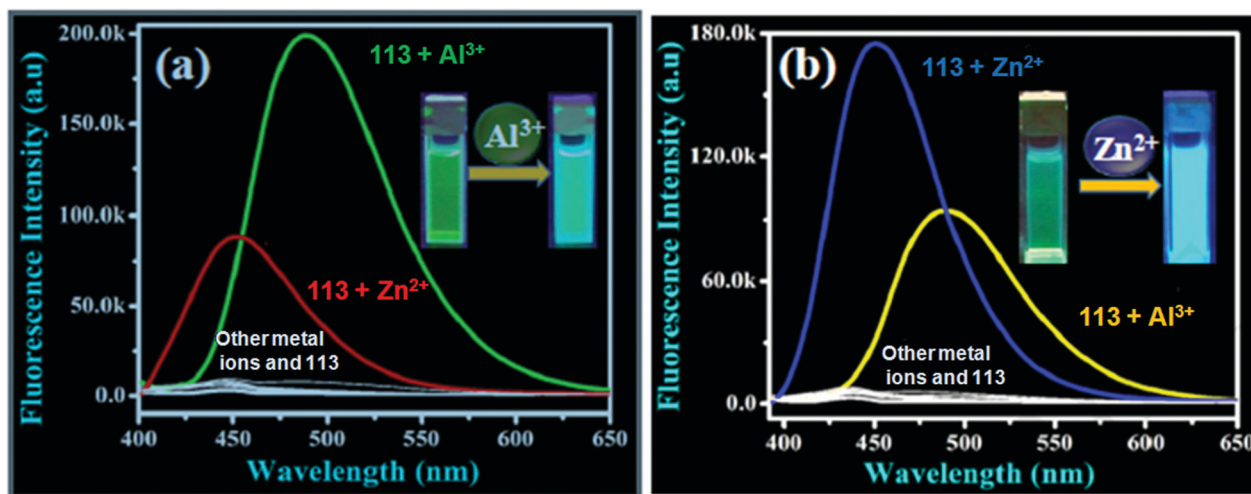 (a)
Fluorescence Intensity (a.u)
200.0k
150.0k
100.0k
50.0k
0.0
113 + Al³⁺
Al³⁺
113 + Zn²⁺
Other metal
ions and 113
400 450 500 550 600 650
Wavelength (nm)
(b)
Fluorescence Intensity (a.u)
180.0k
120.0k
60.0k
0.0
113 + Zn²⁺
Zn²⁺
113 + Al³⁺
Other metal
ions and 113
400 450 500 550 600 650
Wavelength (nm)